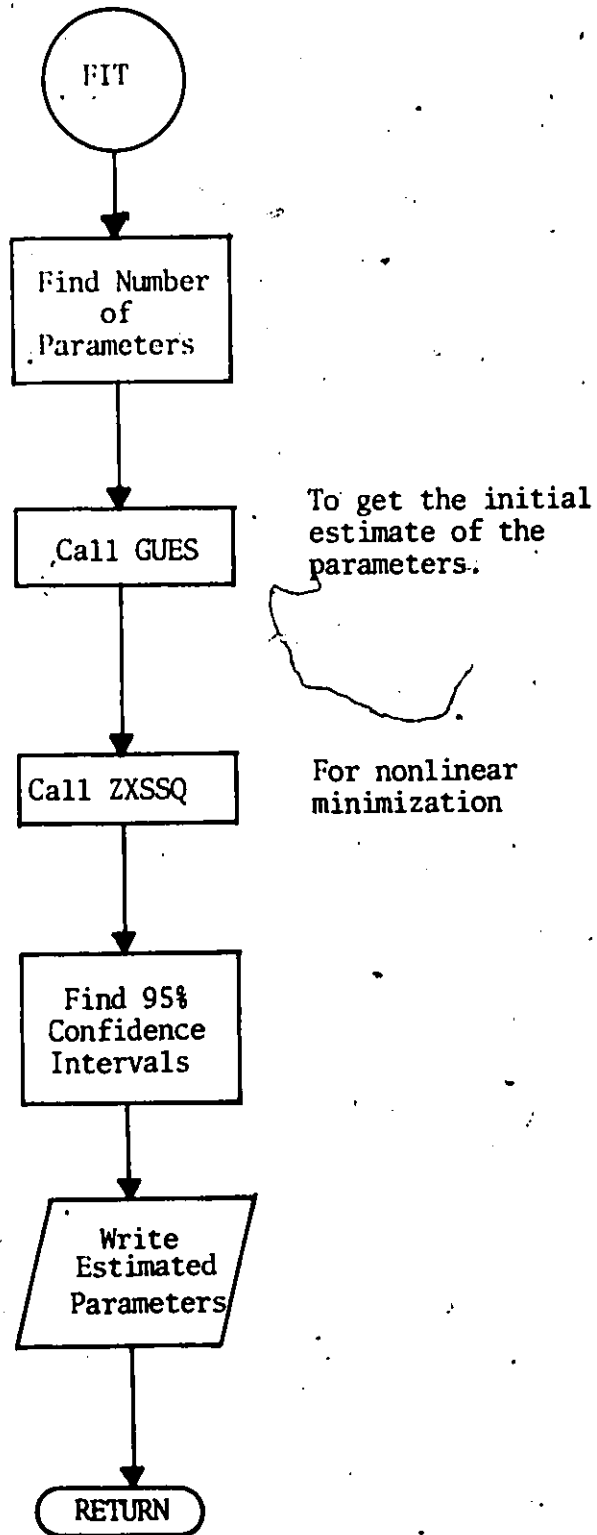 FIT
Find Number
of
Parameters
Call GUES
To get the initial
estimate of the
parameters.
Call ZXSSQ
For nonlinear
minimization
Find 95%
Confidence
Intervals
Write
Estimated
Parameters
RETURN